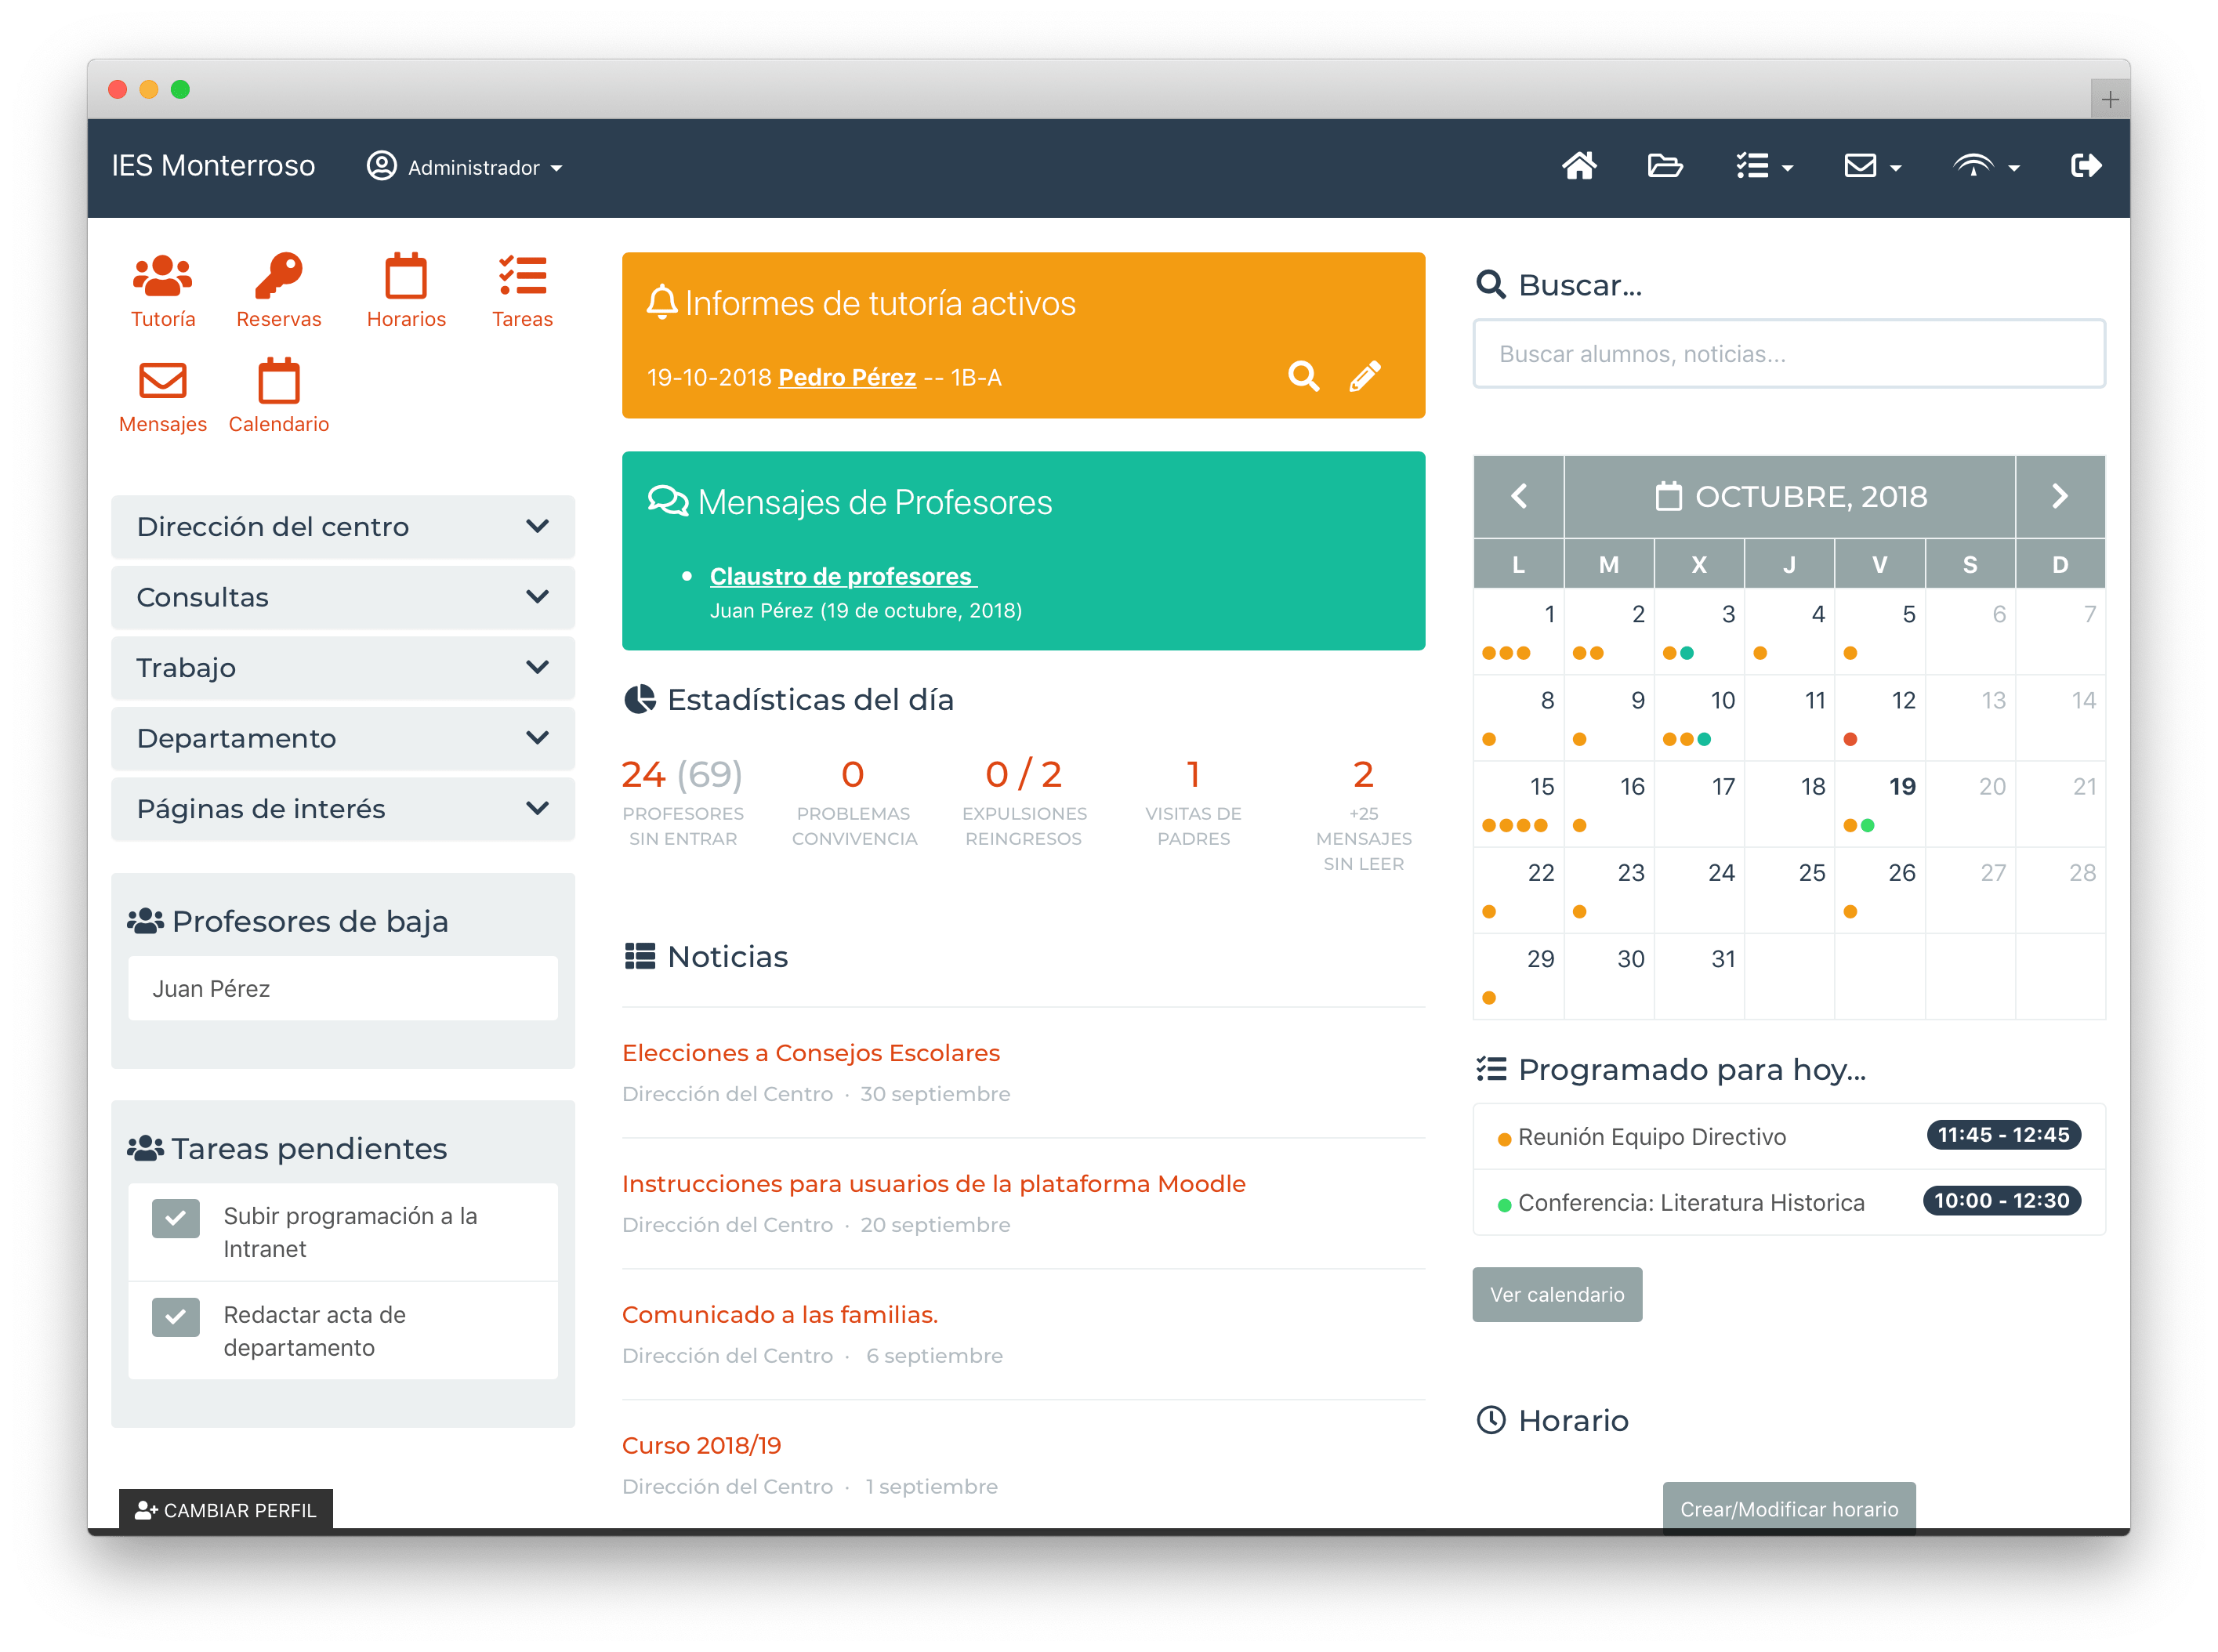 IES Monterroso
Administrador
Tutoría
Reservas
Horarios
Tareas
Mensajes
Calendario
Dirección del centro
Consultas
Trabajo
Departamento
Páginas de interés
Profesores de baja
Juan Pérez
Tareas pendientes
Subir programación a la
Intranet
Redactar acta de
departamento
CAMBIAR PERFIL
Informes de tutoría activos
19-10-2018 Pedro Pérez -- 1B-A
Mensajes de Profesores
Claustro de profesores
Juan Pérez (19 de octubre, 2018)
Estadísticas del día
24 (69)
PROFESORES
SIN ENTRAR
0
PROBLEMAS
CONVIVENCIA
0 / 2
EXPULSIONES
REINGRESOS
1
VISITAS DE
PADRES
2
+25
MENSAJES
SIN LEER
Noticias
Elecciones a Consejos Escolares
Dirección del Centro · 30 septiembre
Instrucciones para usuarios de la plataforma Moodle
Dirección del Centro · 20 septiembre
Comunicado a las familias.
Dirección del Centro · 6 septiembre
Curso 2018/19
Dirección del Centro · 1 septiembre
Buscar...
Buscar alumnos, noticias...
OCTUBRE, 2018
L M X J V S D
1 2 3 4 5 6 7
8 9 10 11 12 13 14
15 16 17 18 19 20 21
22 23 24 25 26 27 28
29 30 31
Programado para hoy...
Reunión Equipo Directivo 11:45 - 12:45
Conferencia: Literatura Historica 10:00 - 12:30
Ver calendario
Horario
Crear/Modificar horario